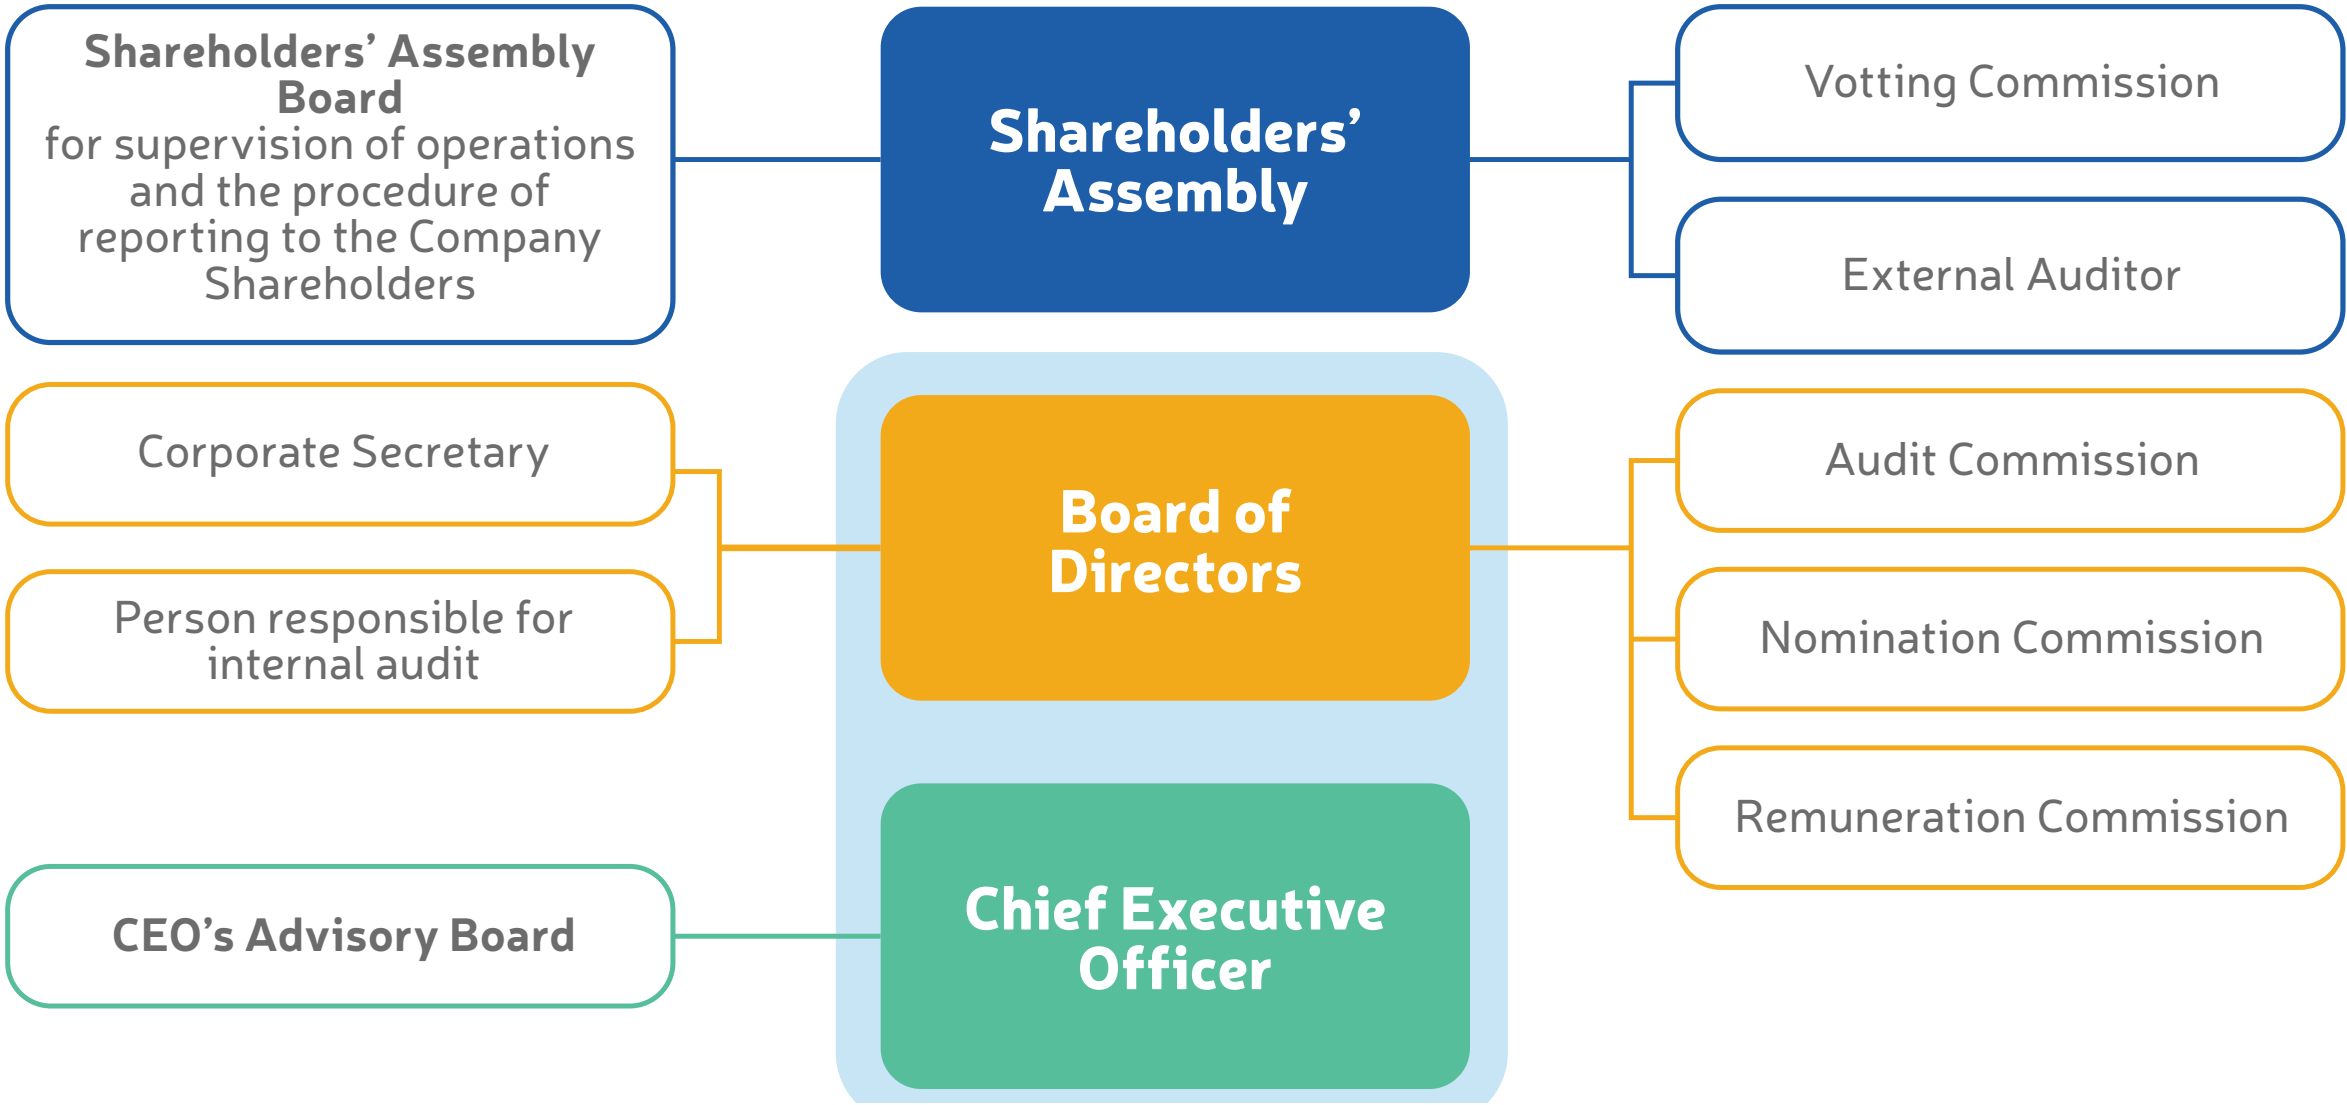 Shareholders’ Assembly
Board
for supervision of operations
and the procedure of
reporting to the Company
Shareholders
Shareholders’
Assembly
Votting Commission
External Auditor
Corporate Secretary
Person responsible for
internal audit
Board of
Directors
Audit Commission
Nomination Commission
Remuneration Commission
CEO’s Advisory Board
Chief Executive
Officer